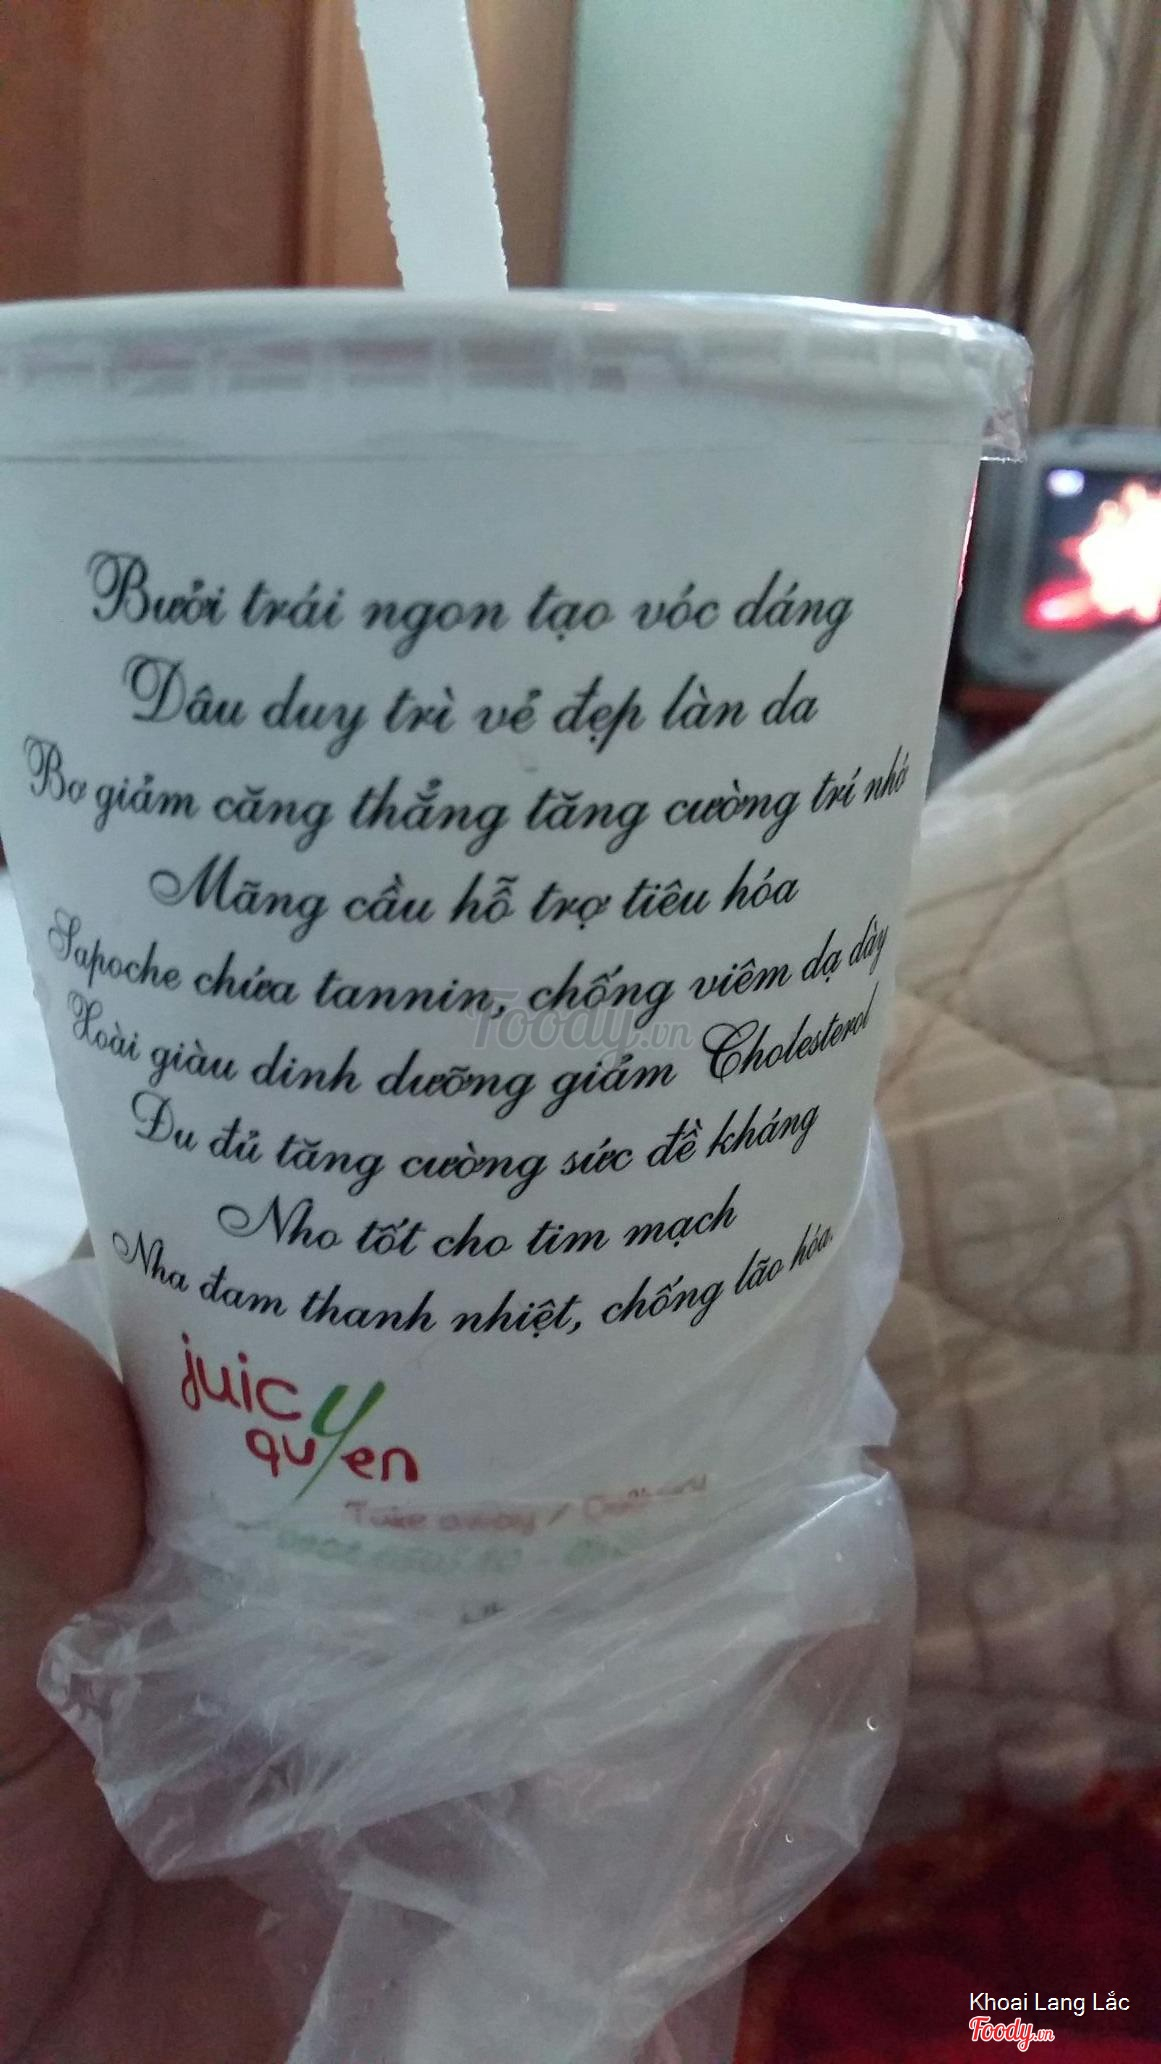 Bưởi trái ngon tạo vóc dáng
Dâu duy trì vẻ đẹp làn da
Bơ giảm căng thẳng tăng cường trí nhớ
Mãng cầu hỗ trợ tiêu hóa
Sapoche chứa tannin, chống viêm dạ dày
Foody.vn
Xoài giàu dinh dưỡng giảm Cholesterol
Đu đủ tăng cường sức đề kháng
Nho tốt cho tim mạch
Nha đam thanh nhiệt, chống lão hóa.
juicy
quyen
Take away / Delivery
Khoai Lang Lắc
Foody.vn